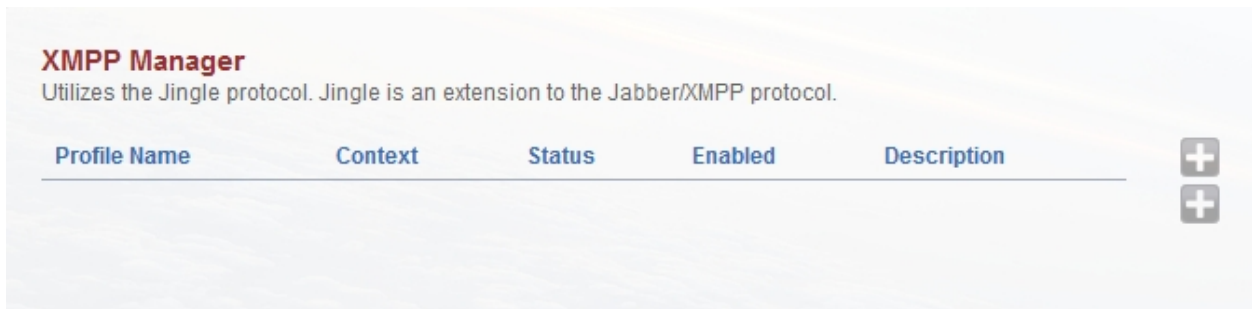 XMPP Manager
Utilizes the Jingle protocol. Jingle is an extension to the Jabber/XMPP protocol.
Profile Name Context Status Enabled Description